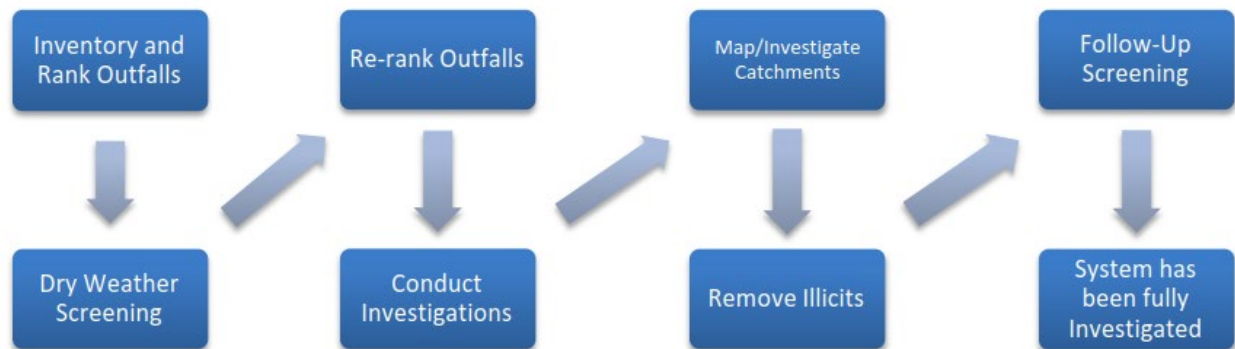 Inventory and
Rank Outfalls
Dry Weather
Screening
Re-rank Outfalls
Conduct
Investigations
Map/Investigate
Catchments
Remove Illicits
Follow-Up
Screening
System has
been fully
Investigated